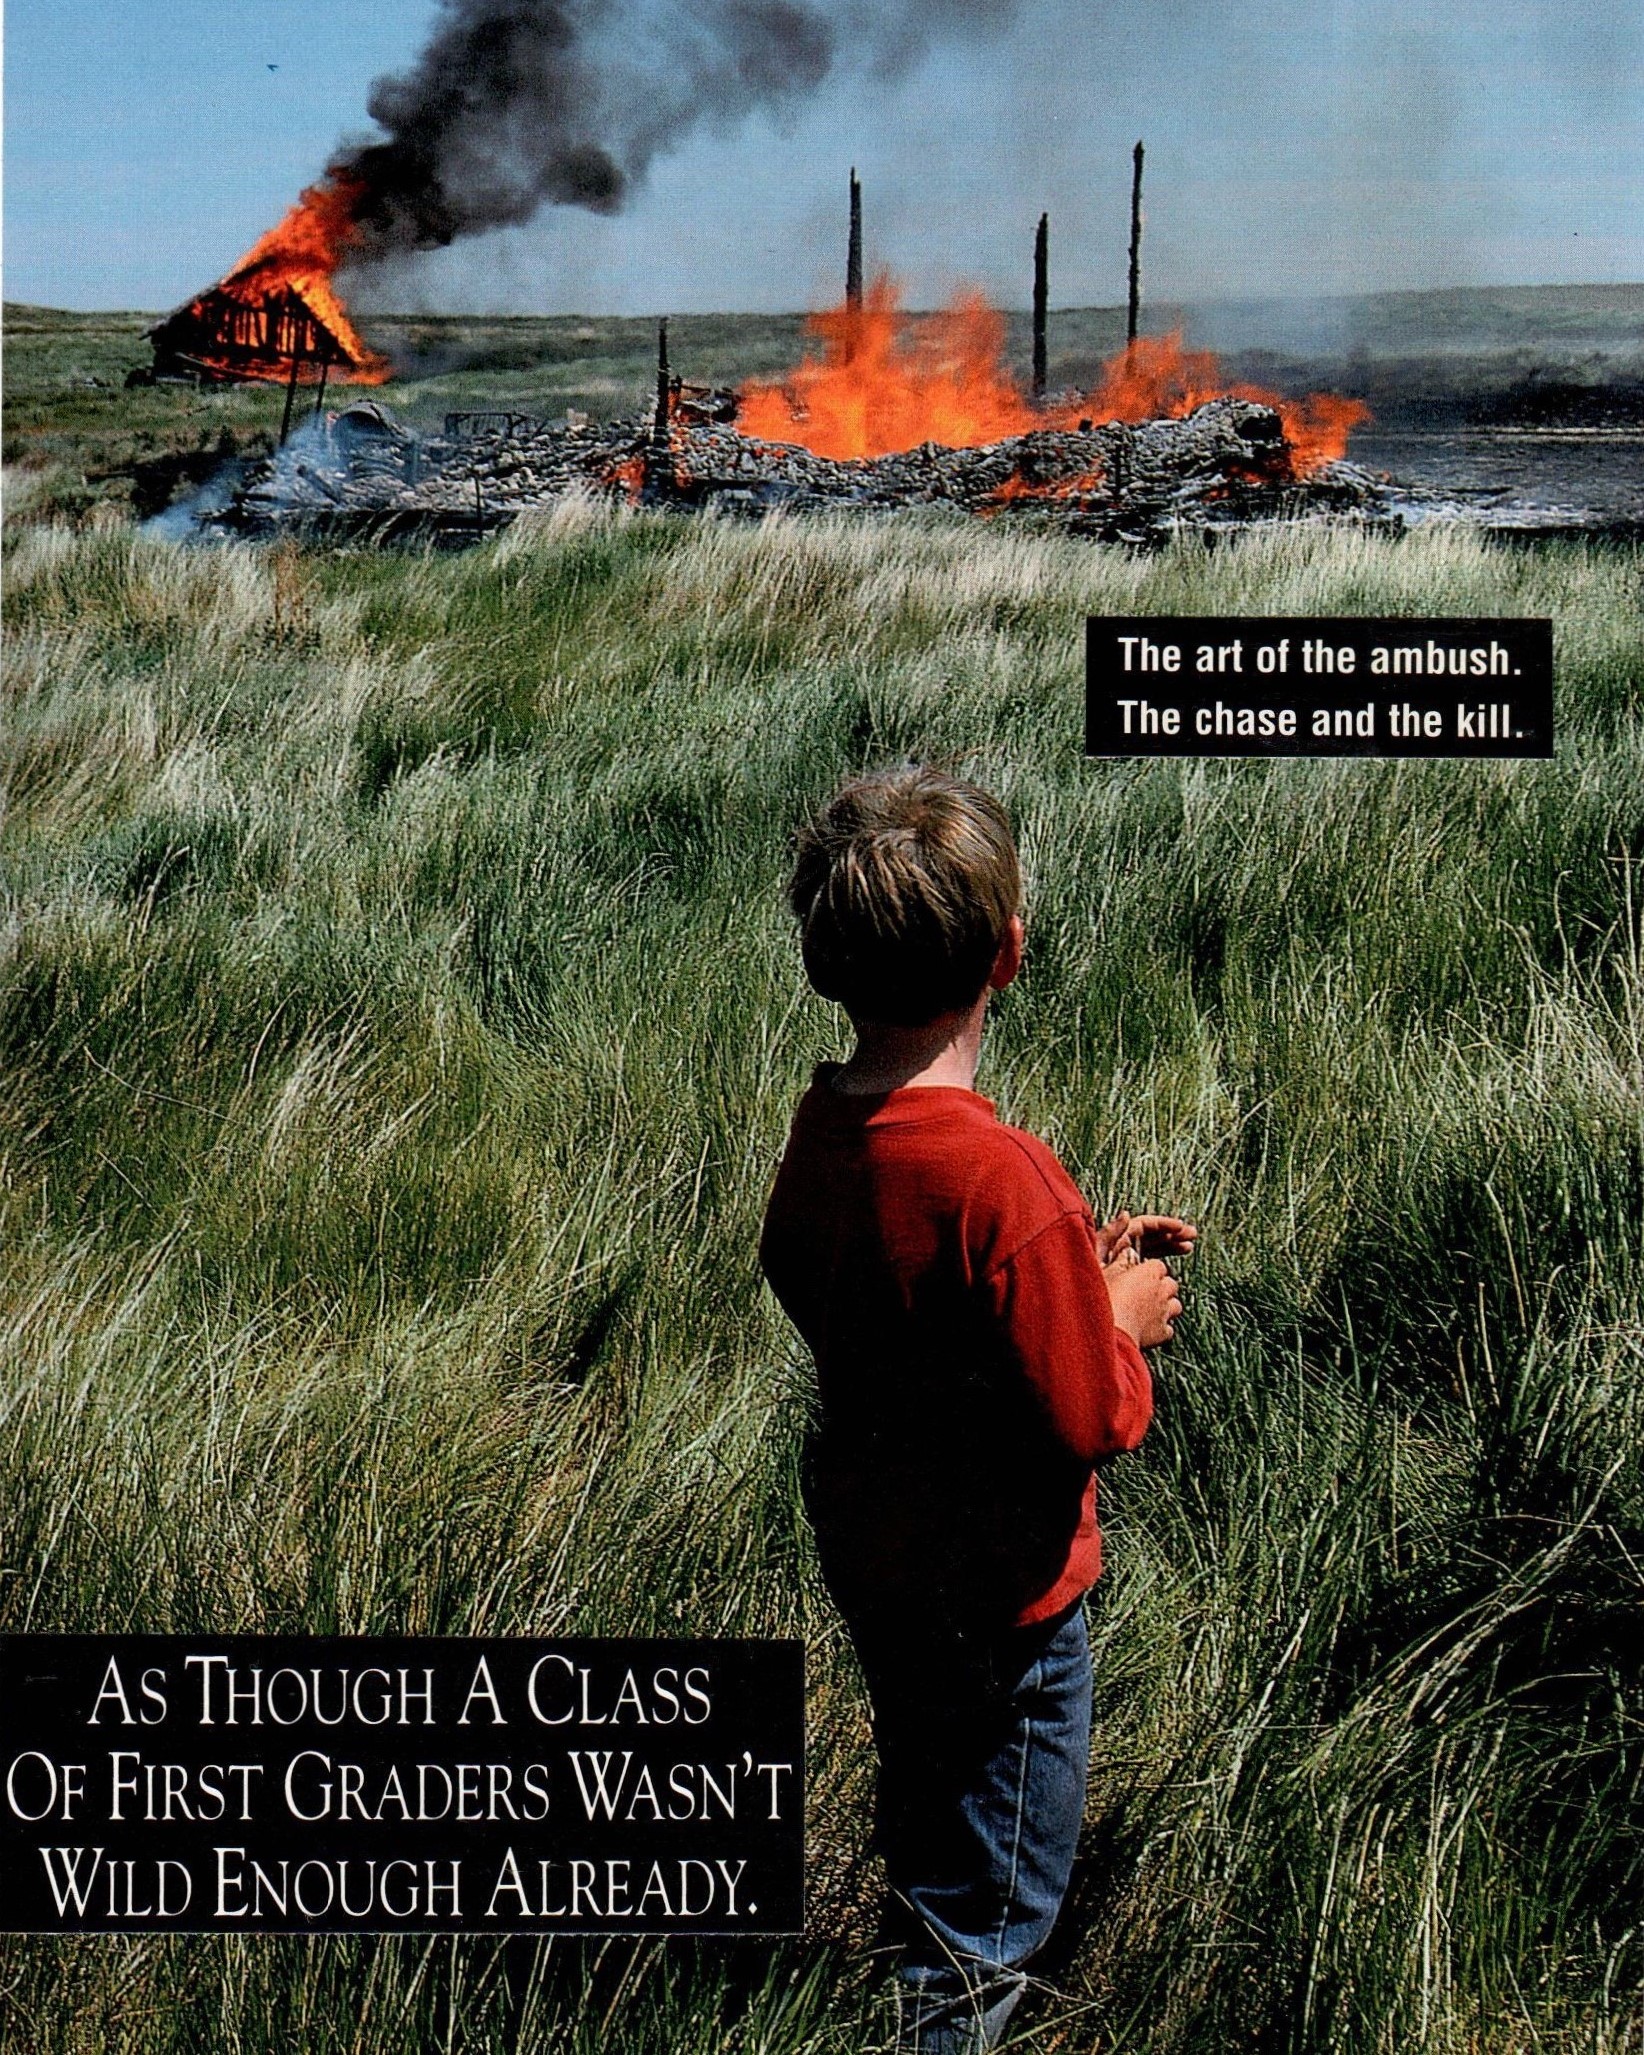 The art of the ambush.
The chase and the kill.
AS THOUGH A CLASS
OF FIRST GRADERS WASN'T
WILD ENOUGH ALREADY.